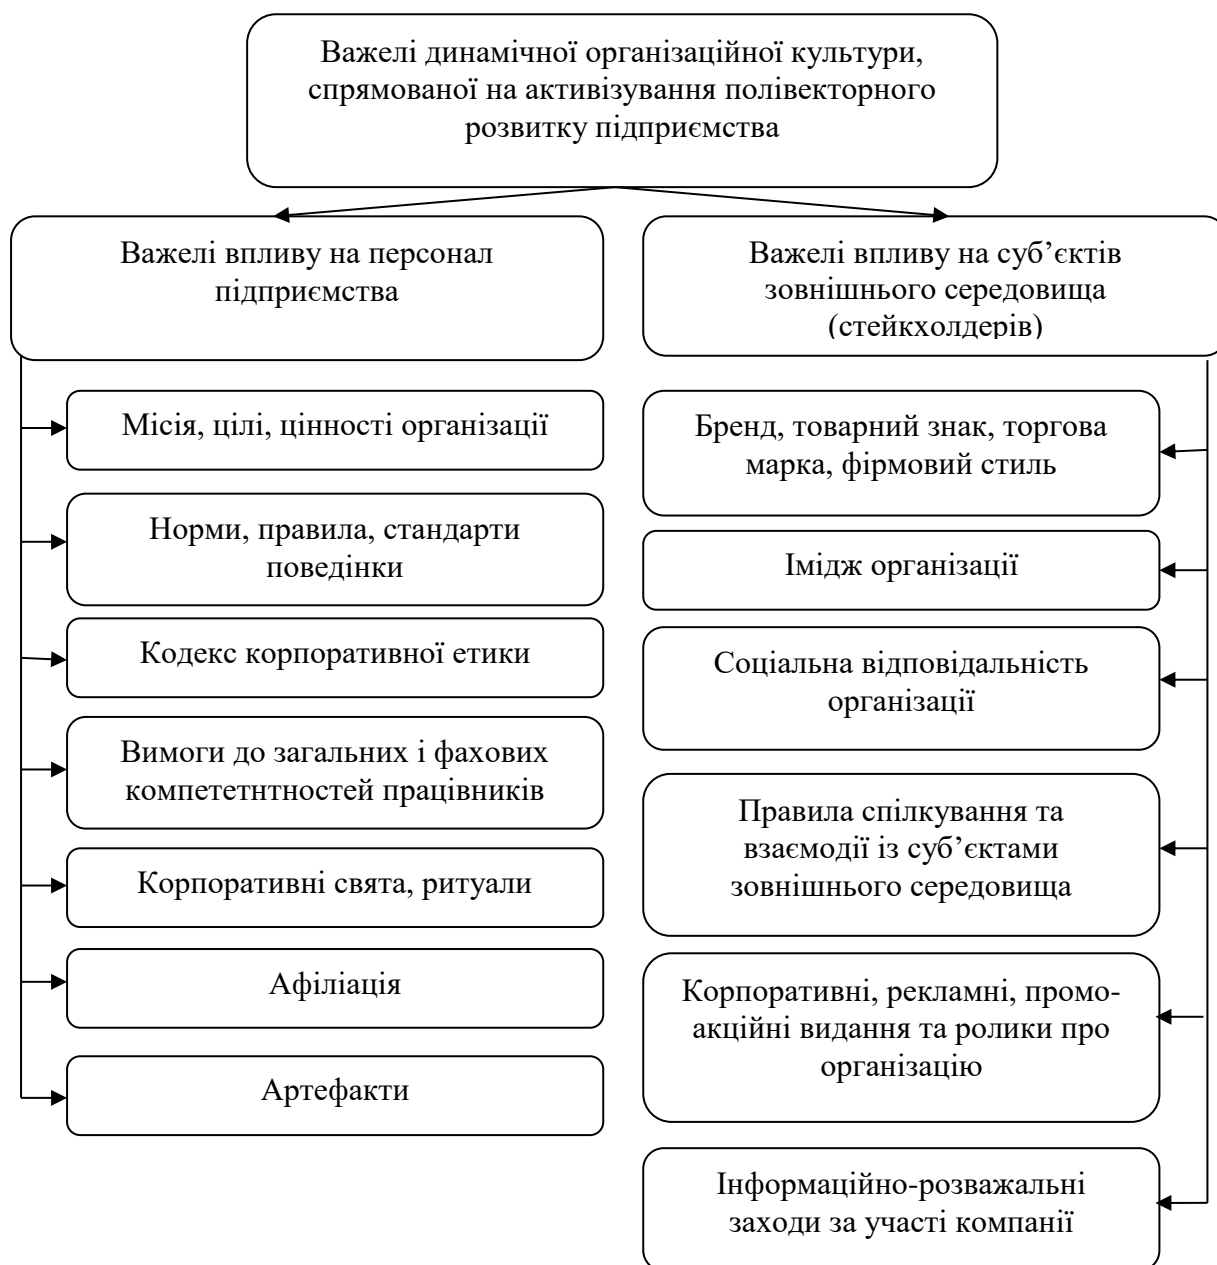 Важелі динамічної організаційної культури,
спрямованої на активізування полівекторного
розвитку підприємства
Важелі впливу на персонал
підприємства
Місія, цілі, цінності організації
Норми, правила, стандарти
поведінки
Кодекс корпоративної етики
Вимоги до загальних і фахових
компететнтностей працівників
Корпоративні свята, ритуали
Афіліація
Артефакти
Важелі впливу на суб’єктів
зовнішнього середовища
(стейкхолдерів)
Бренд, товарний знак, торгова
марка, фірмовий стиль
Імідж організації
Соціальна відповідальність
організації
Правила спілкування та
взаємодії із суб’єктами
зовнішнього середовища
Корпоративні, рекламні, промо-
акційні видання та ролики про
організацію
Інформаційно-розважальні
заходи за участі компанії